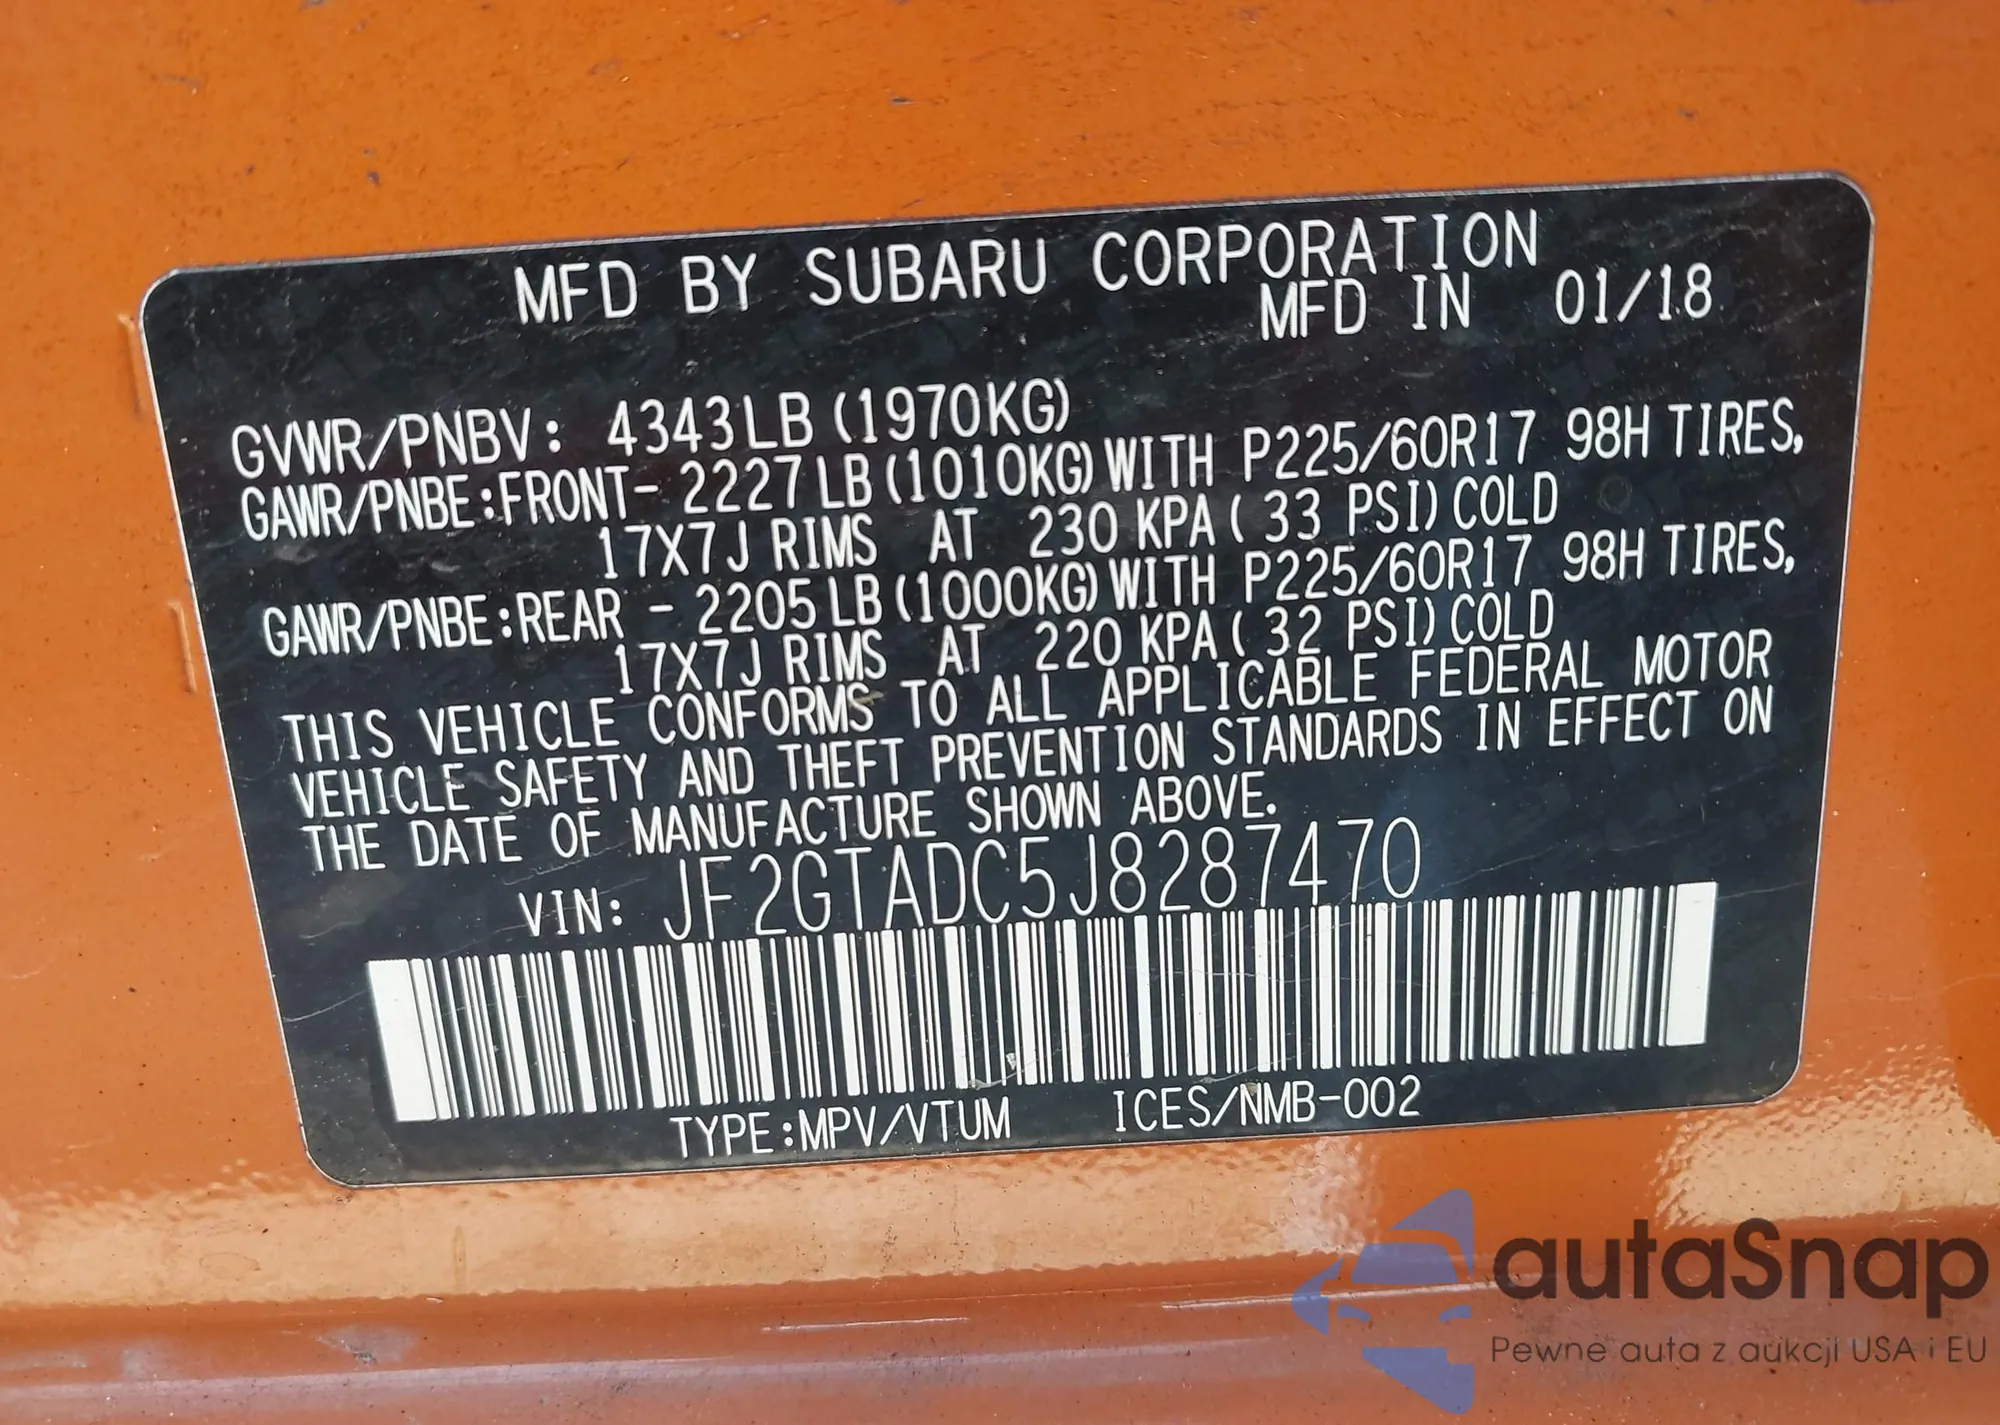 MFD BY SUBARU CORPORATION
MFD IN 01/18
GVWR/PNBV: 4343LB (1970KG)
GAWR/PNBE:FRONT- 2227LB (1010KG) WITH P225/60R17 98H TIRES,
17X7J RIMS AT 230 KPA ( 33 PSI) COLD
GAWR/PNBE:REAR - 2205LB (1000KG) WITH P225/60R17 98H TIRES,
17X7J RIMS AT 220 KPA ( 32 PSI) COLD
THIS VEHICLE CONFORMS TO ALL APPLICABLE FEDERAL MOTOR
VEHICLE SAFETY AND THEFT PREVENTION STANDARDS IN EFFECT ON
THE DATE OF MANUFACTURE SHOWN ABOVE.
VIN: JF2GTADC5J8287470
TYPE:MPV/VTUM ICES/NMB-002
autaSnap
Pewne auta z aukcji USA i EU